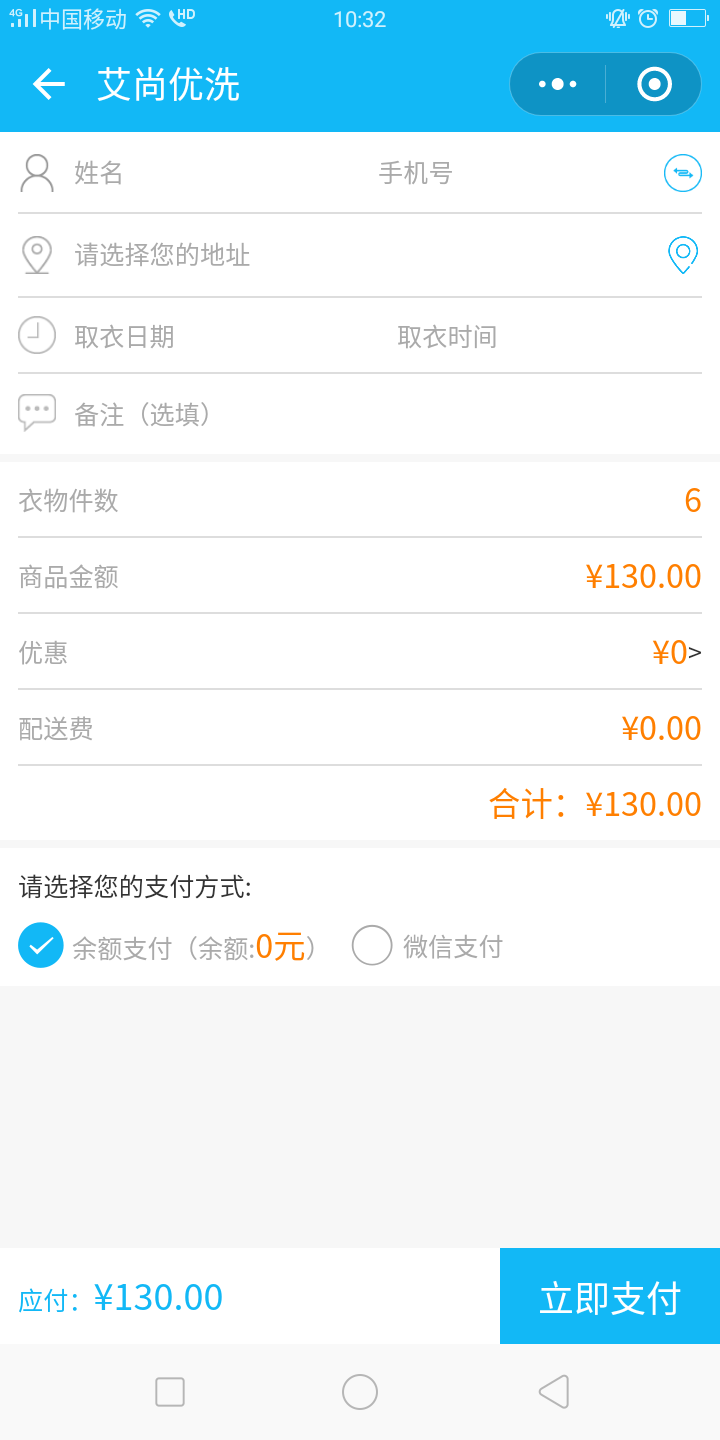 4G 中国移动 HD 10:32
艾尚优洗
姓名 手机号
请选择您的地址
取衣日期 取衣时间
备注（选填）
衣物件数 6
商品金额 ¥130.00
优惠 ¥0>
配送费 ¥0.00
合计：¥130.00
请选择您的支付方式:
余额支付（余额:0元） 微信支付
应付：¥130.00 立即支付